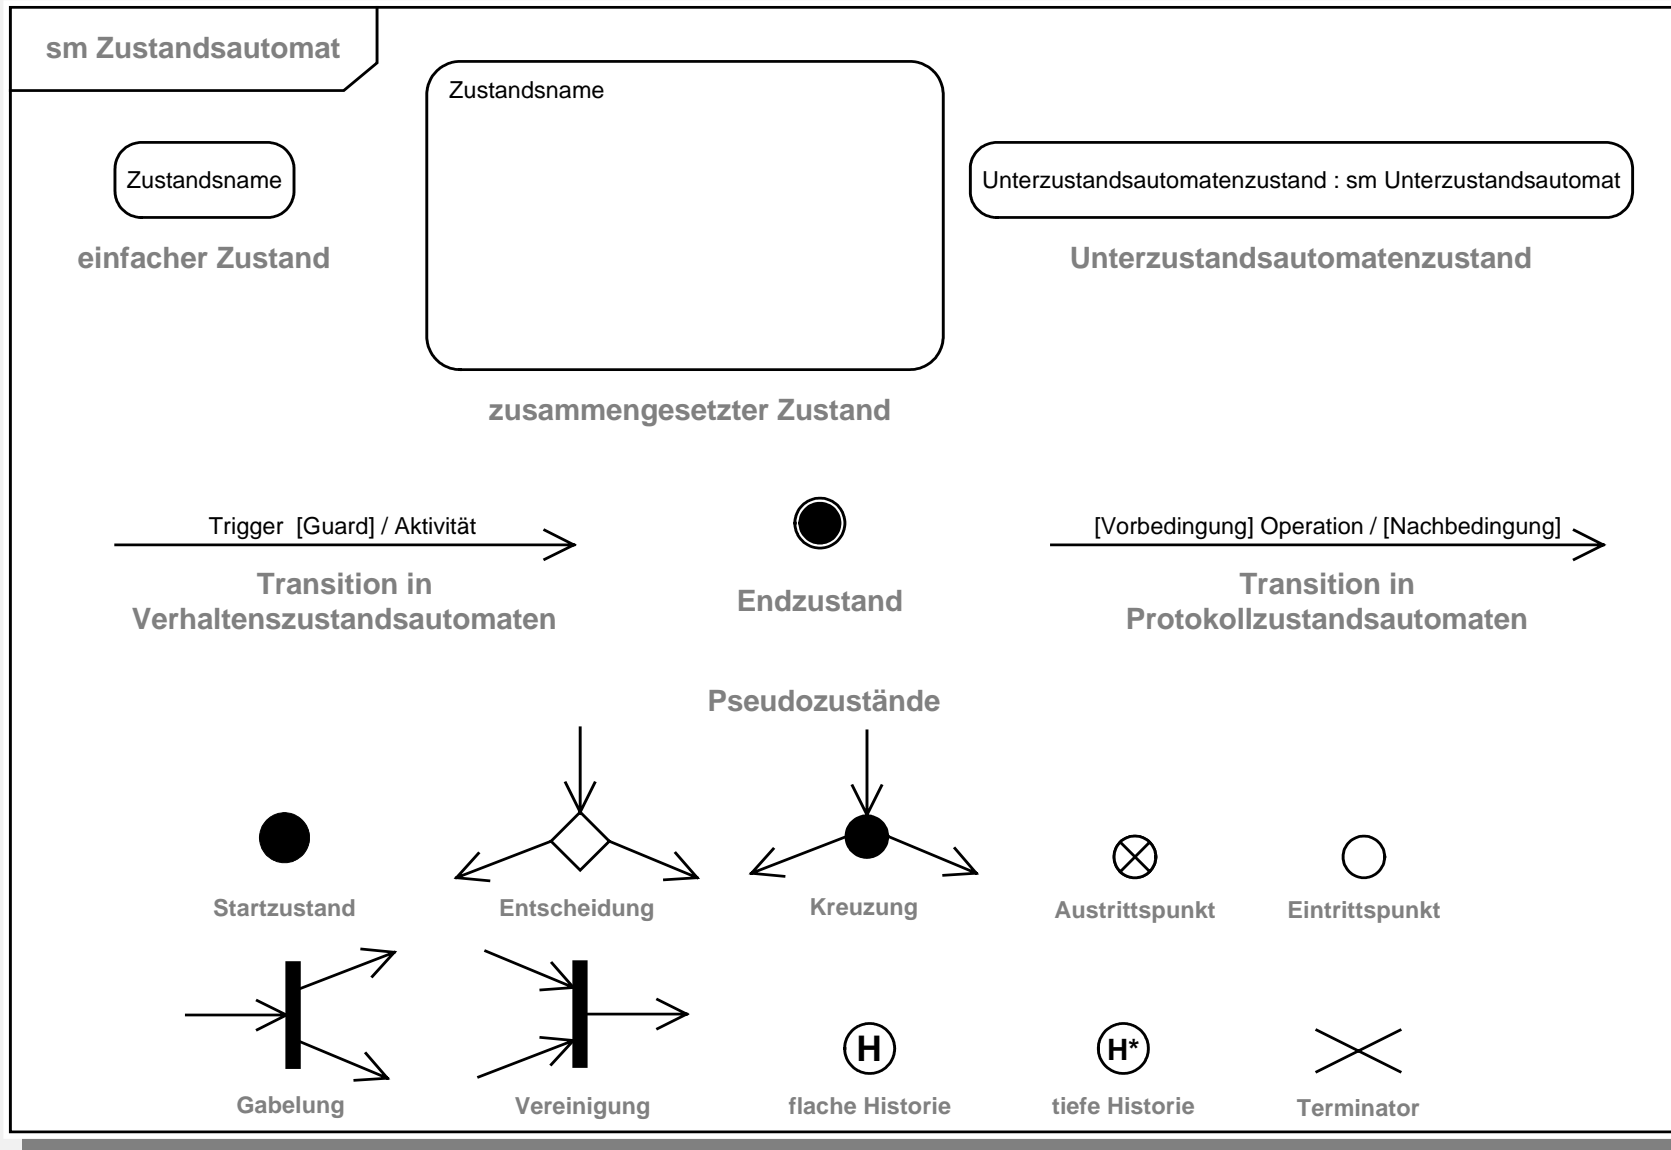 sm Zustandsautomat
Zustandsname
Zustandsname
Unterzustandsautomatenzustand : sm Unterzustandsautomat
einfacher Zustand
Unterzustandsautomatenzustand
zusammengesetzter Zustand
Trigger  [Guard] / Aktivität
[Vorbedingung] Operation / [Nachbedingung]
Transition in
Verhaltenszustandsautomaten
Endzustand
Transition in
Protokollzustandsautomaten
Pseudozustände
Startzustand
Entscheidung
Kreuzung
Austrittspunkt
Eintrittspunkt
H
H*
Gabelung
Vereinigung
flache Historie
tiefe Historie
Terminator